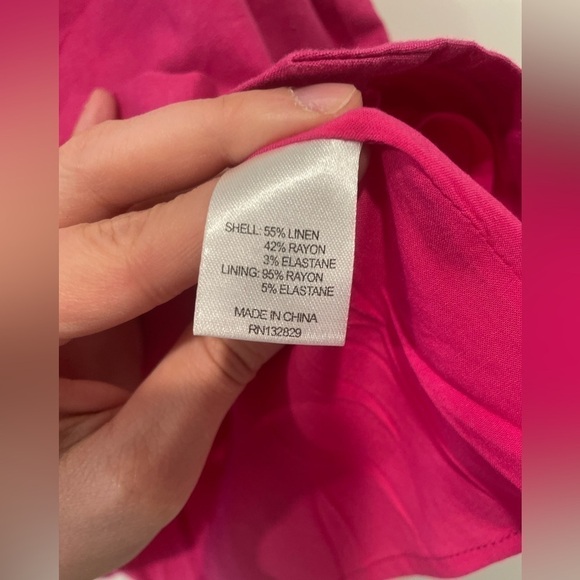 SHELL: 55% LINEN
42% RAYON
3% ELASTANE
LINING: 95% RAYON
5% ELASTANE
MADE IN CHINA
RN132829